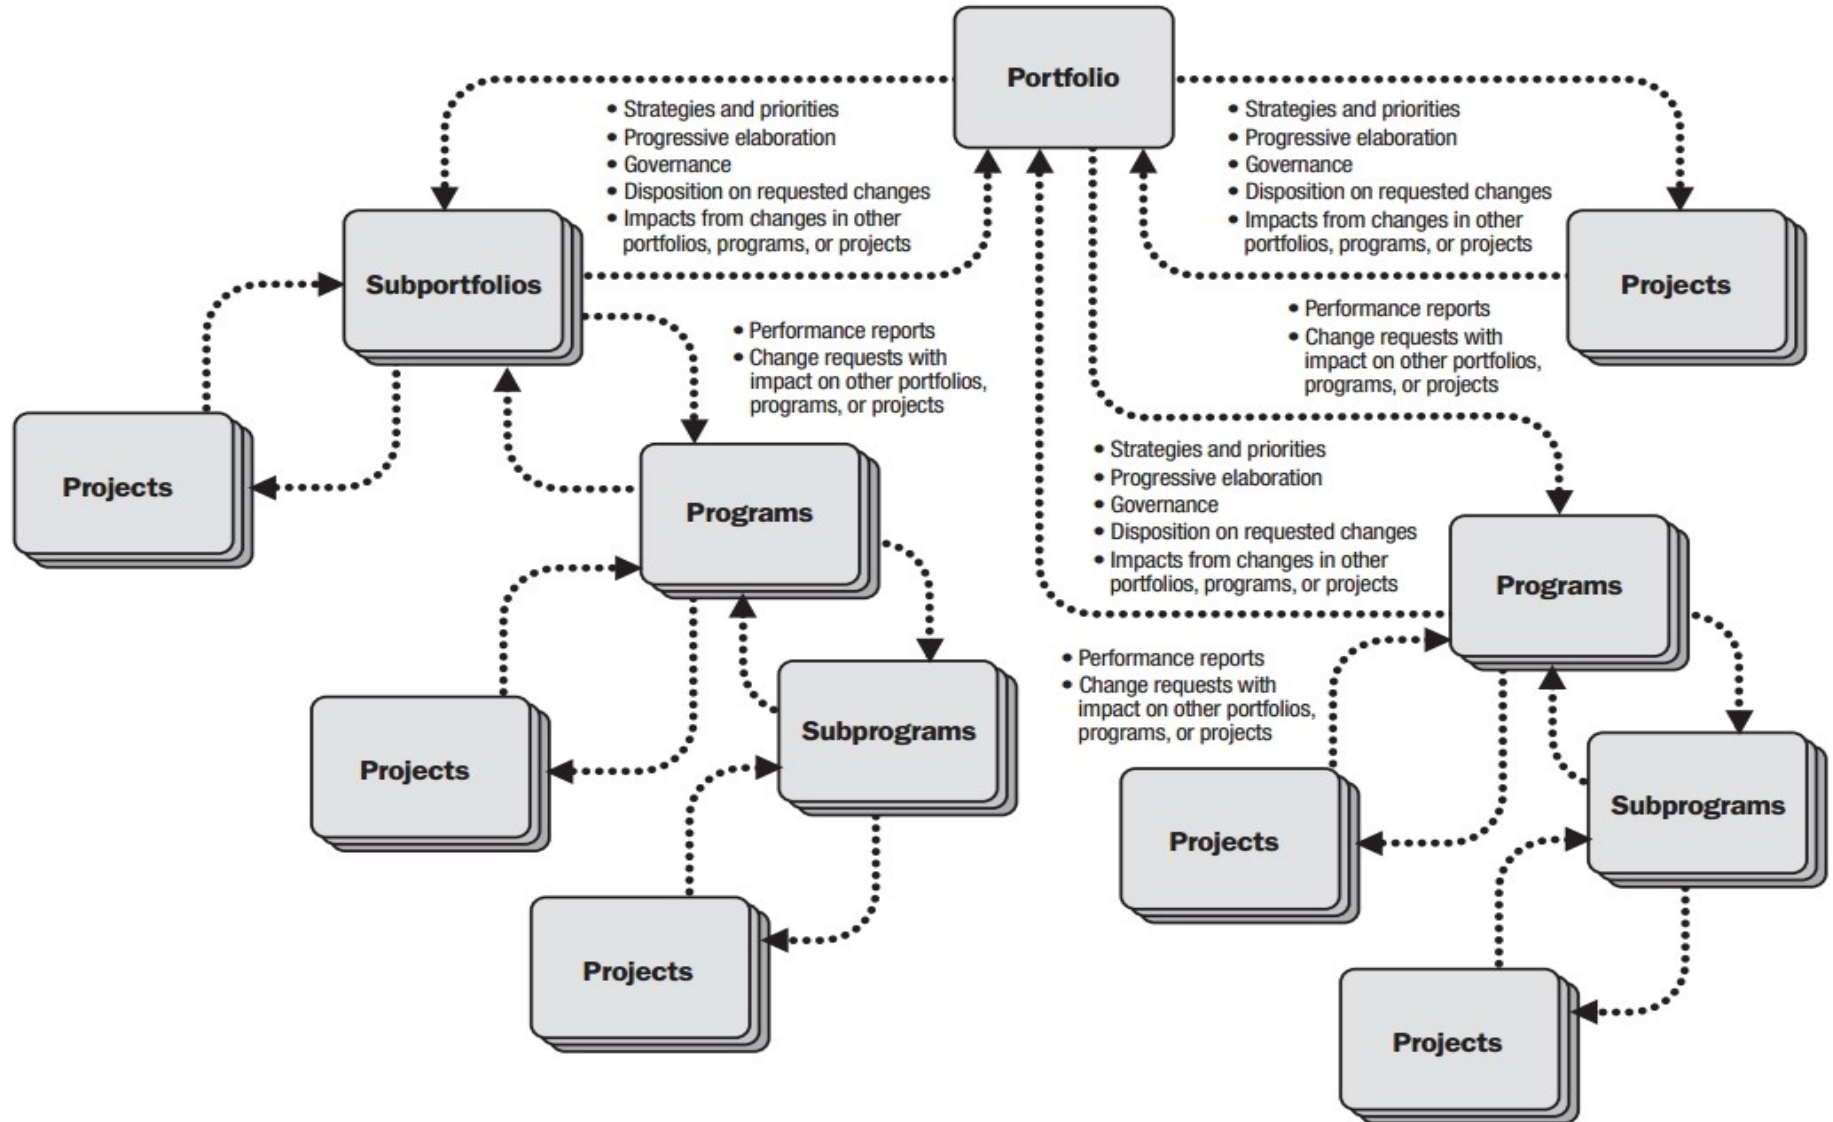 Portfolio
• Strategies and priorities
• Progressive elaboration
• Governance
• Disposition on requested changes
• Impacts from changes in other
portfolios, programs, or projects
• Strategies and priorities
• Progressive elaboration
• Governance
• Disposition on requested changes
• Impacts from changes in other
portfolios, programs, or projects
Subportfolios
Projects
• Performance reports
• Change requests with
impact on other portfolios,
programs, or projects
• Performance reports
• Change requests with
impact on other portfolios,
programs, or projects
Projects
Programs
• Strategies and priorities
• Progressive elaboration
• Governance
• Disposition on requested changes
• Impacts from changes in other
portfolios, programs, or projects
Programs
• Performance reports
• Change requests with
impact on other portfolios,
programs, or projects
Projects
Subprograms
Projects
Subprograms
Projects
Projects